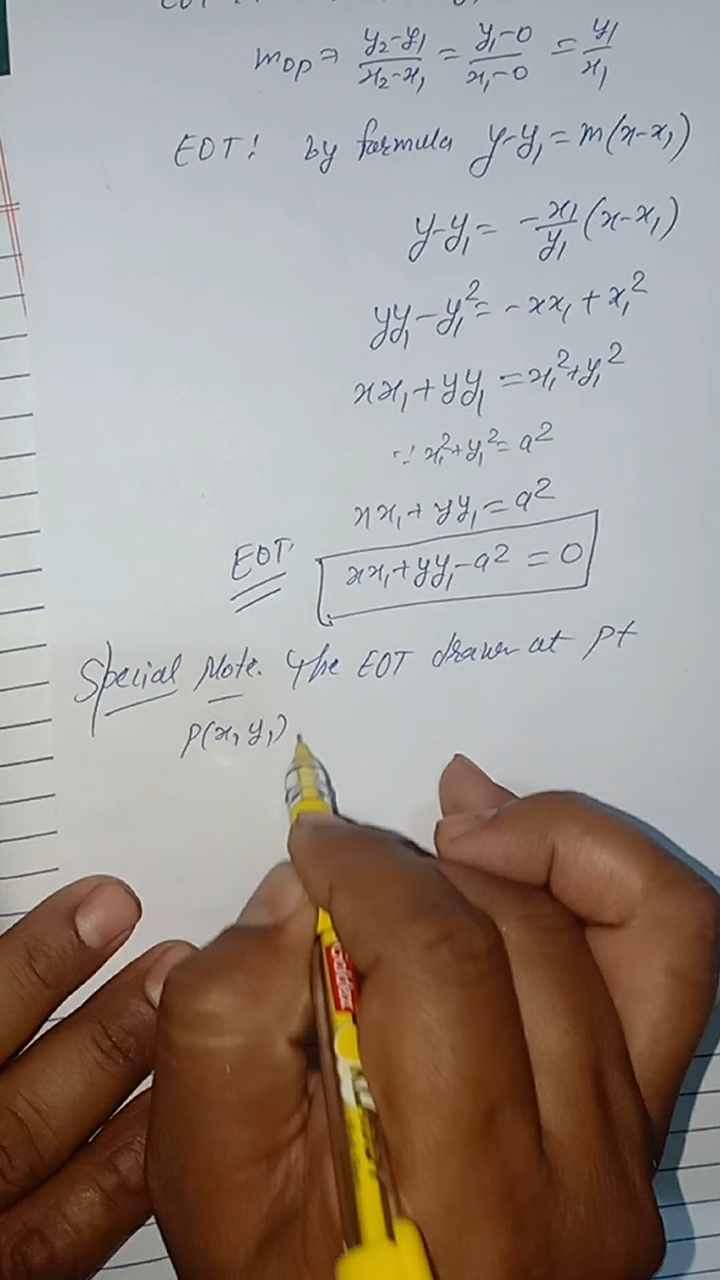 m_OP ⇒ (y₂-y₁)/(x₂-x₁) = (y₁-0)/(x₁-0) = y₁/x₁
EOT! by formula y-y₁ = m(x-x₁)
y-y₁ = -x₁/y₁ (x-x₁)
yy₁-y₁² = -xx₁+x₁²
xx₁+yy₁ = x₁²+y₁²
∵ x₁²+y₁² = a²
xx₁+yy₁ = a²
EOT. xx₁+yy₁-a² = 0
Special Note. The EOT drawn at pt
P(x₁ y₁)